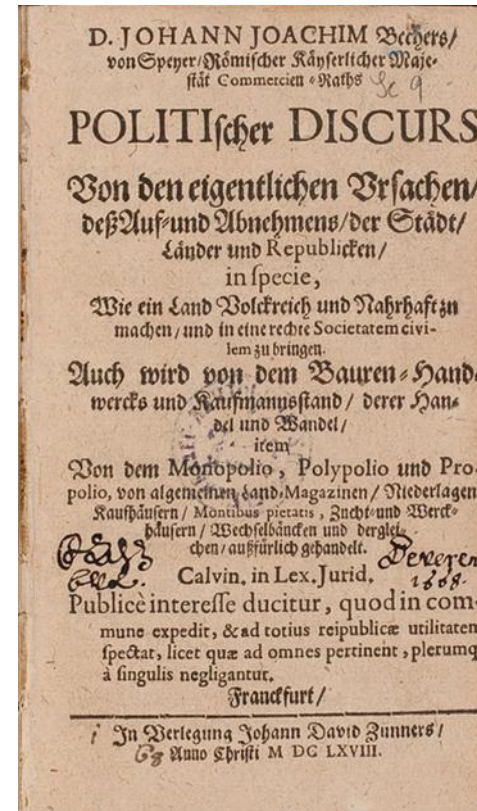 D. JOHANN JOACHIM Bechers/
von Speyer/Römischer Käyserlicher Maje-
stät Commercien-Raths
Sc 9
POLITIscher DISCURS
Von den eigentlichen Vrsachen/
deß Auf-und Abnehmens/der Städt/
Länder und Republicken/
in specie,
Wie ein Land Volckreich und Nahrhaft zu
machen/und in eine rechte Societatem civi-
lem zu bringen.
Auch wird von dem Bauren-Hand-
wercks und Kaufmannsstand/derer Han-
del und Wandel/
item
Von dem Monopolio, Polypolio und Pro-
polio, von algemeinen Land-Magazinen/Niederlagen
Kaufhäusern/Montibus pietatis, Zucht-und Werck-
häusern/Wechselbäncken und derglei-
chen/außfürlich gehandelt.
Calvin. in Lex. Jurid.
1668.
Publicè interesse ducitur, quod in com-
mune expedit, & ad totius reipublicæ utilitatem
spectat, licet quæ ad omnes pertinent, plerumq
à singulis negligantur.
Franckfurt/
In Verlegung Johann David Zunners/
Anno Christi M DC LXVIII.